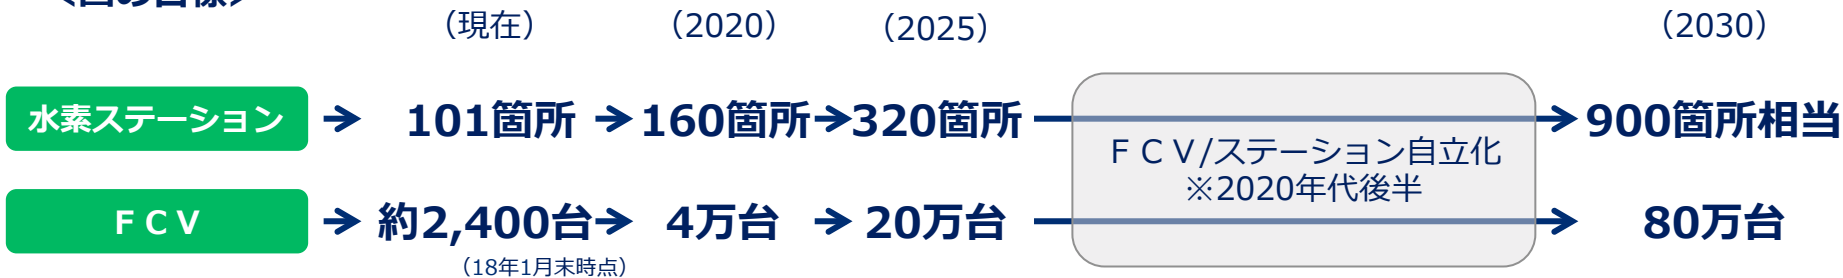 （現在） （2020） （2025） （2030）
水素ステーション 101箇所 160箇所 320箇所 900箇所相当
ＦＣＶ/ステーション自立化
※2020年代後半
ＦＣＶ 約2,400台 4万台 20万台 80万台
（18年1月末時点）